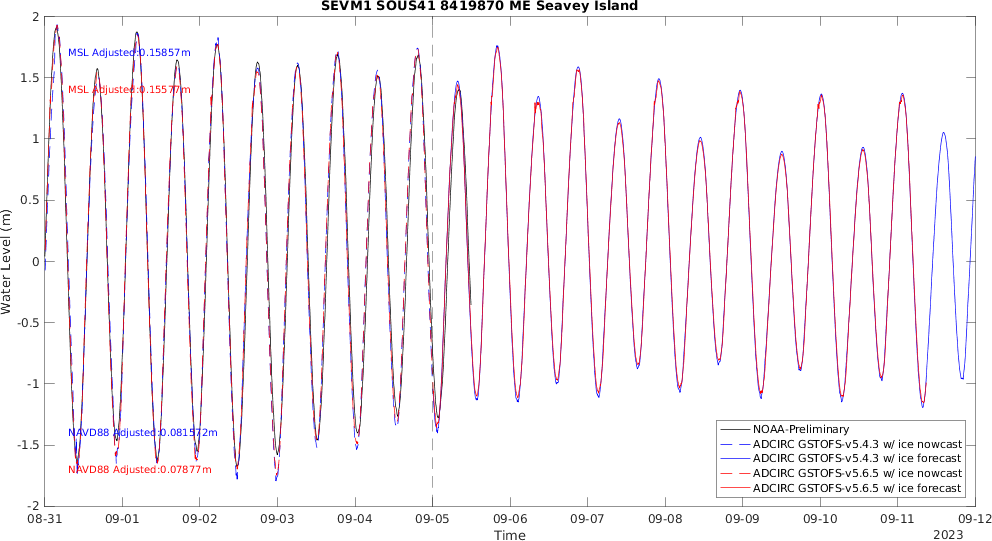 SEVM1 SOUS41 8419870 ME Seavey Island
2
1.5
1
0.5
0
-0.5
-1
-1.5
-2
Water Level (m)
MSL Adjusted:0.15857m
MSL Adjusted:0.15577m
NAVD88 Adjusted:0.081572m
NAVD88 Adjusted:0.07877m
NOAA-Preliminary
ADCIRC GSTOFS-v5.4.3 w/ ice nowcast
ADCIRC GSTOFS-v5.4.3 w/ ice forecast
ADCIRC GSTOFS-v5.6.5 w/ ice nowcast
ADCIRC GSTOFS-v5.6.5 w/ ice forecast
08-31 09-01 09-02 09-03 09-04 09-05 09-06 09-07 09-08 09-09 09-10 09-11 09-12
Time
2023